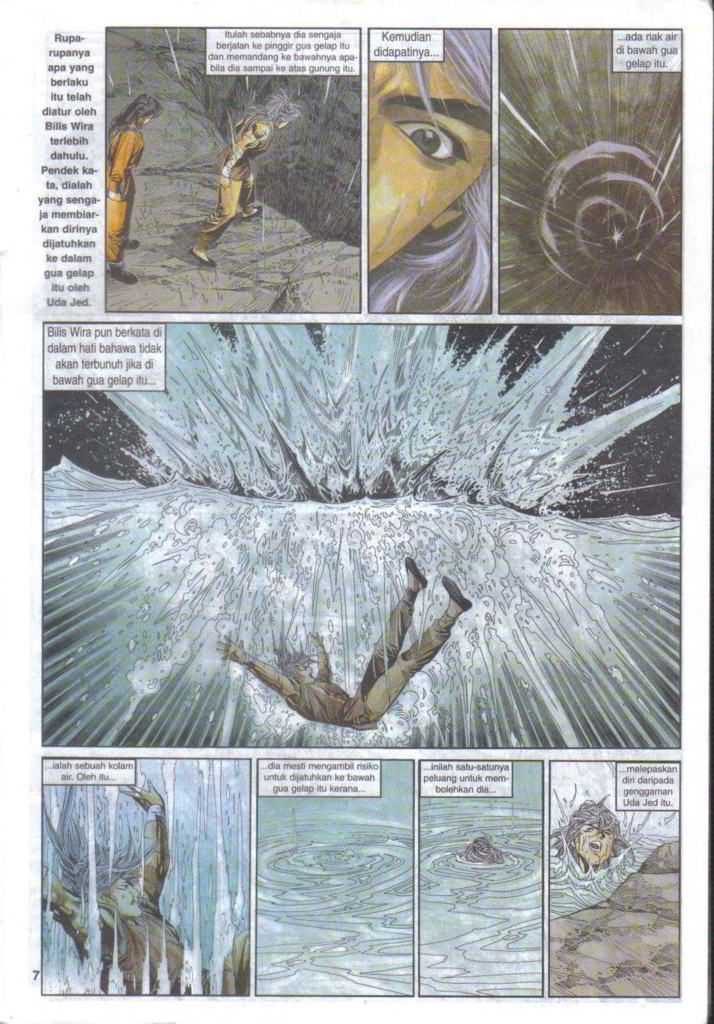 Rupa-
rupanya
apa yang
berlaku
itu telah
diatur oleh
Bilis Wira
terlebih
dahulu.
Pendek ka-
ta, dialah
yang senga-
ja membiar-
kan dirinya
dijatuhkan
ke dalam
gua gelap
itu oleh
Uda Jed.
Itulah sebabnya dia sengaja
berjalan ke pinggir gua gelap itu
dan memandang ke bawahnya apa-
bila dia sampai ke atas gunung itu.
Kemudian
didapatinya...
...ada riak air
di bawah gua
gelap itu.
Bilis Wira pun berkata di
dalam hati bahawa tidak
akan terbunuh jika di
bawah gua gelap itu...
...ialah sebuah kolam
air. Oleh itu...
...dia mesti mengambil risiko
untuk dijatuhkan ke bawah
gua gelap itu kerana...
...inilah satu-satunya
peluang untuk mem-
bolehkan dia...
...melepaskan
diri daripada
genggaman
Uda Jed itu.
7